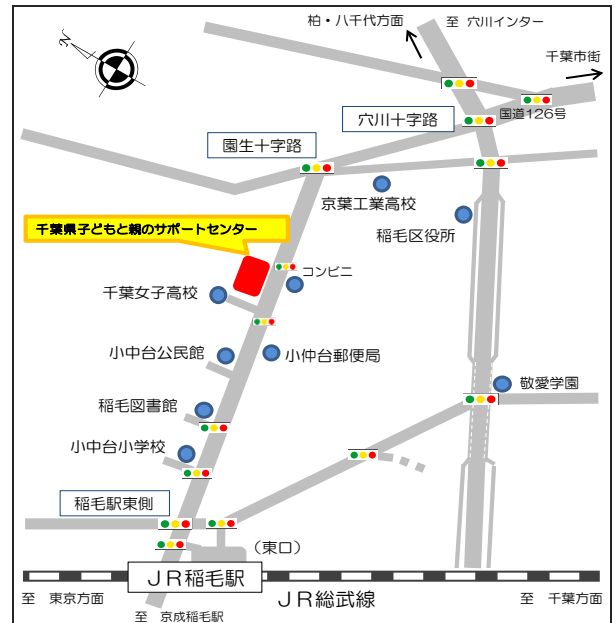 柏・八千代方面
至 穴川インター
千葉市街
N
国道126号
穴川十字路
園生十字路
京葉工業高校
稲毛区役所
千葉県子どもと親のサポートセンター
コンビニ
千葉女子高校
小中台公民館
小仲台郵便局
敬愛学園
稲毛図書館
小中台小学校
稲毛駅東側
（東口）
ＪＲ稲毛駅
至 東京方面
ＪＲ総武線
至 千葉方面
至 京成稲毛駅